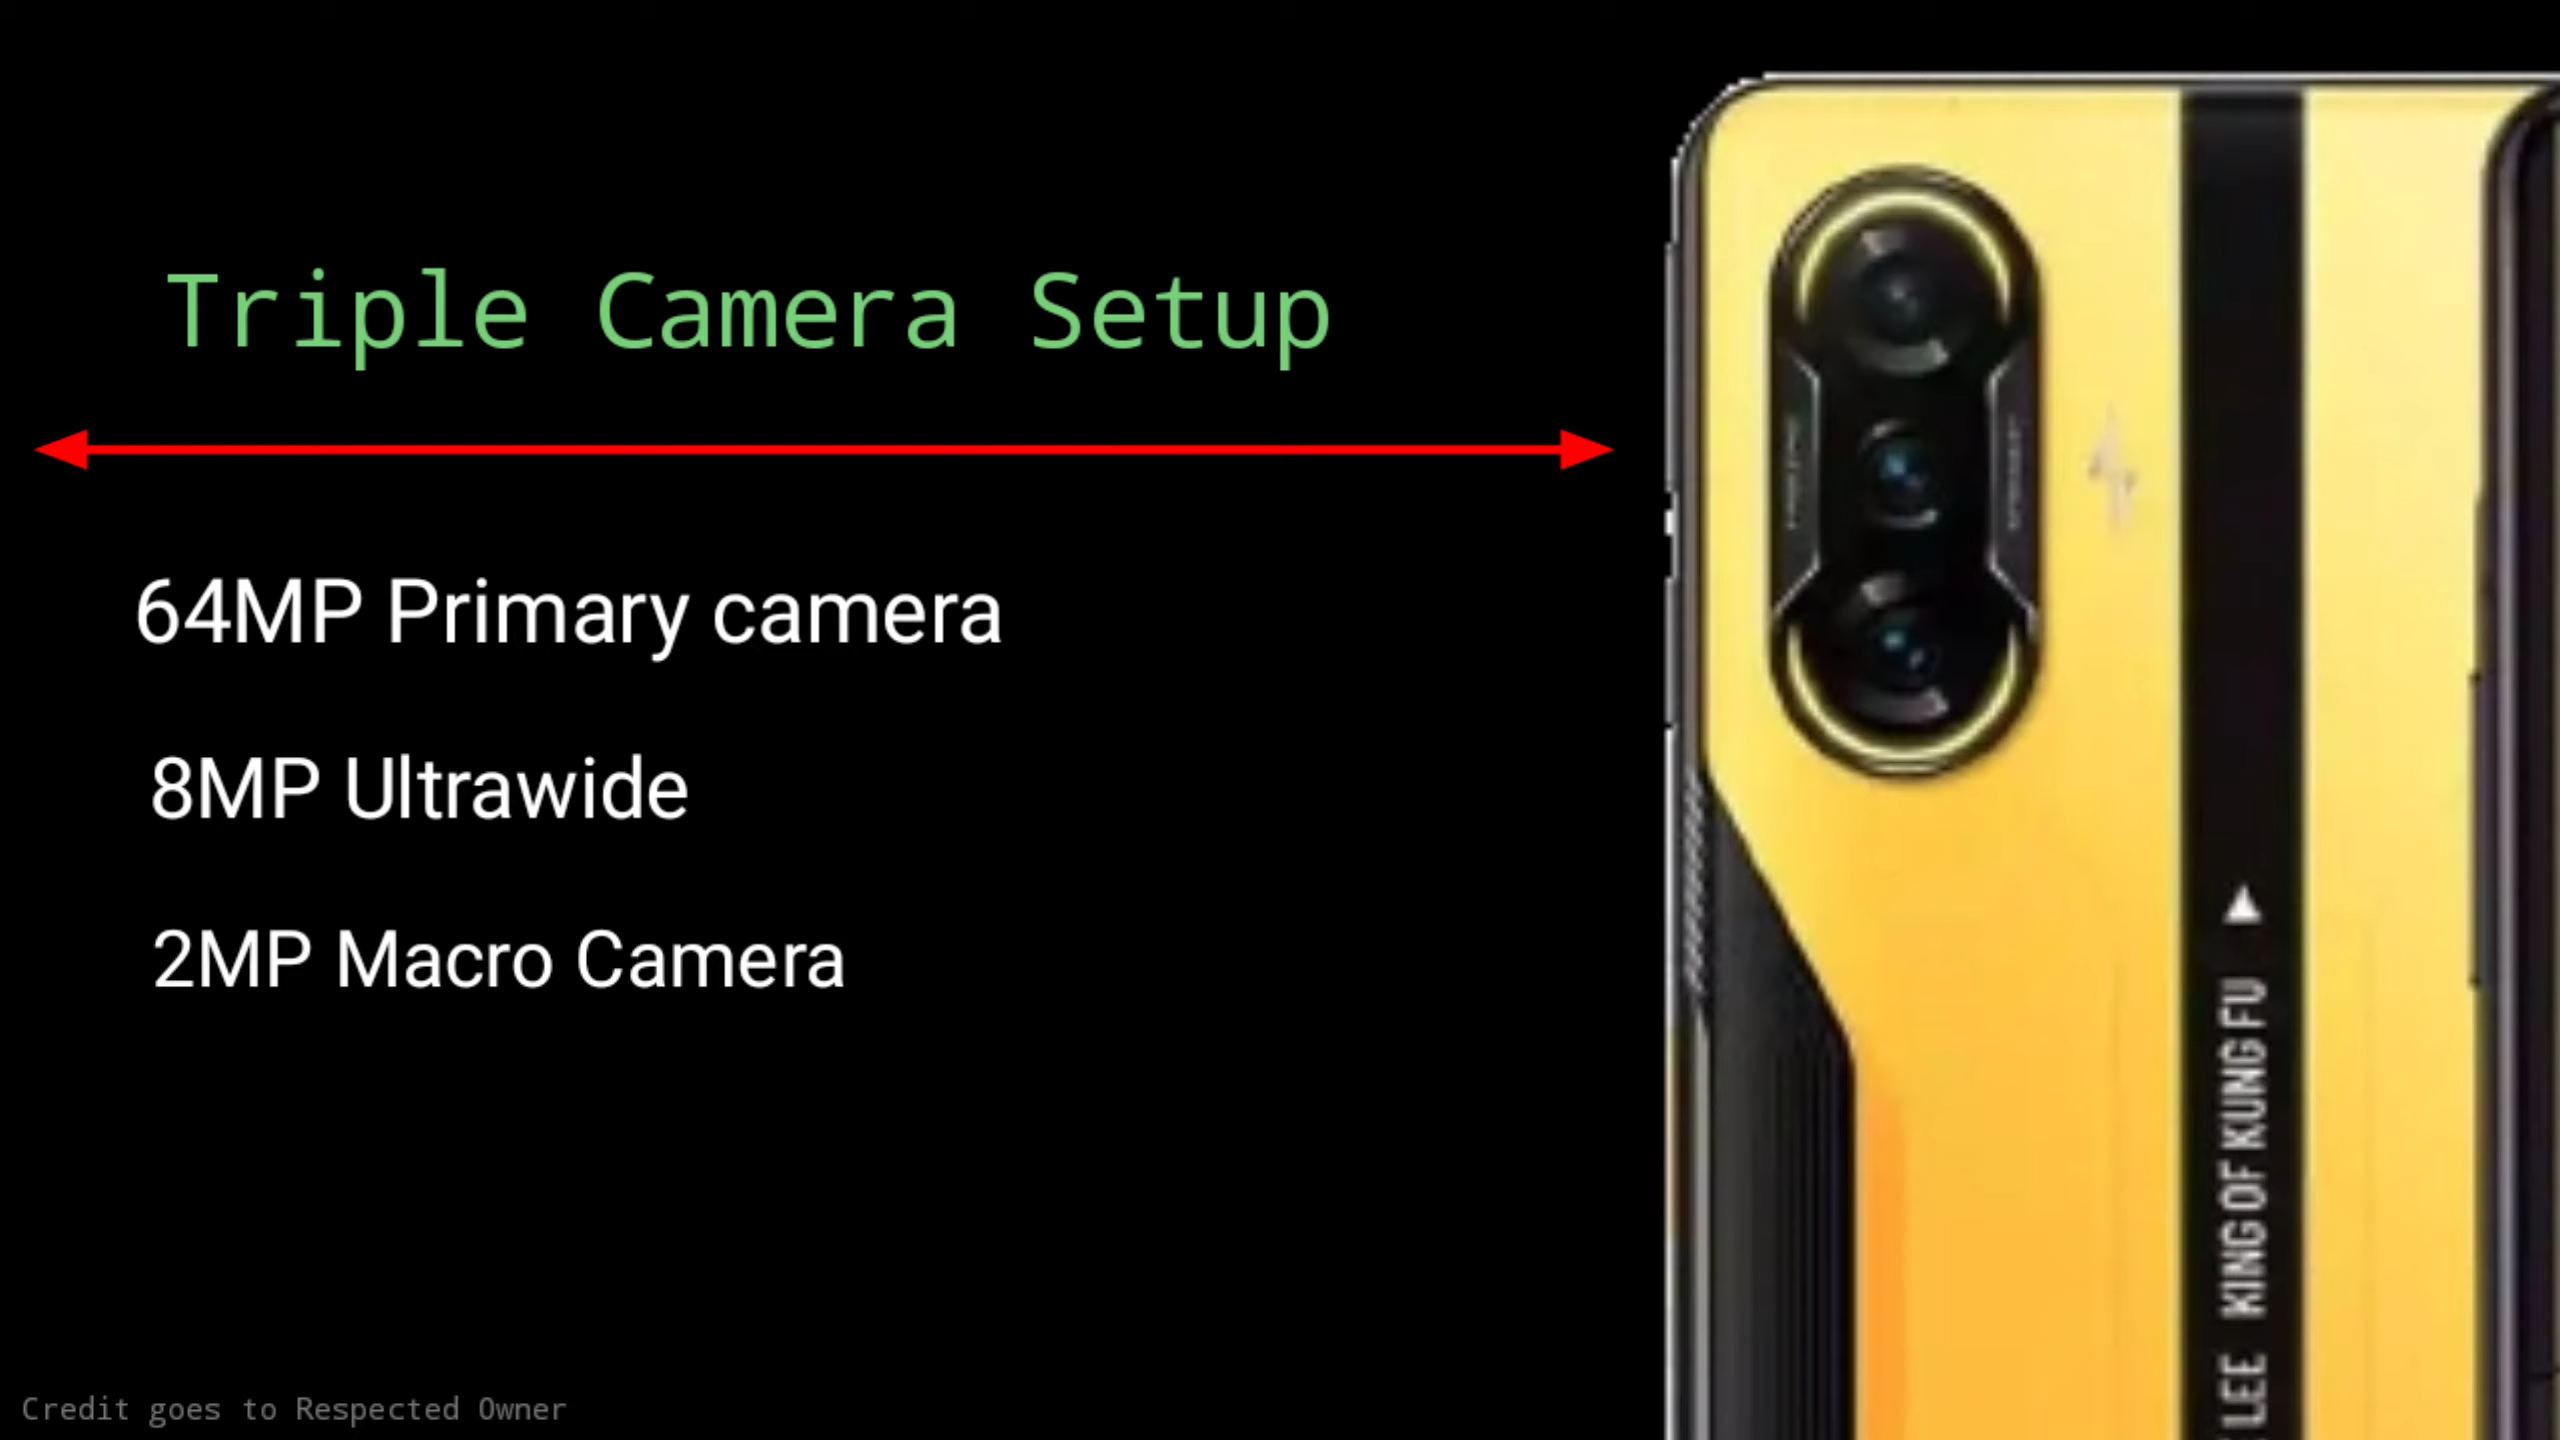 Triple Camera Setup
64MP Primary camera
8MP Ultrawide
2MP Macro Camera
LEE KING OF KUNG FU
Credit goes to Respected Owner